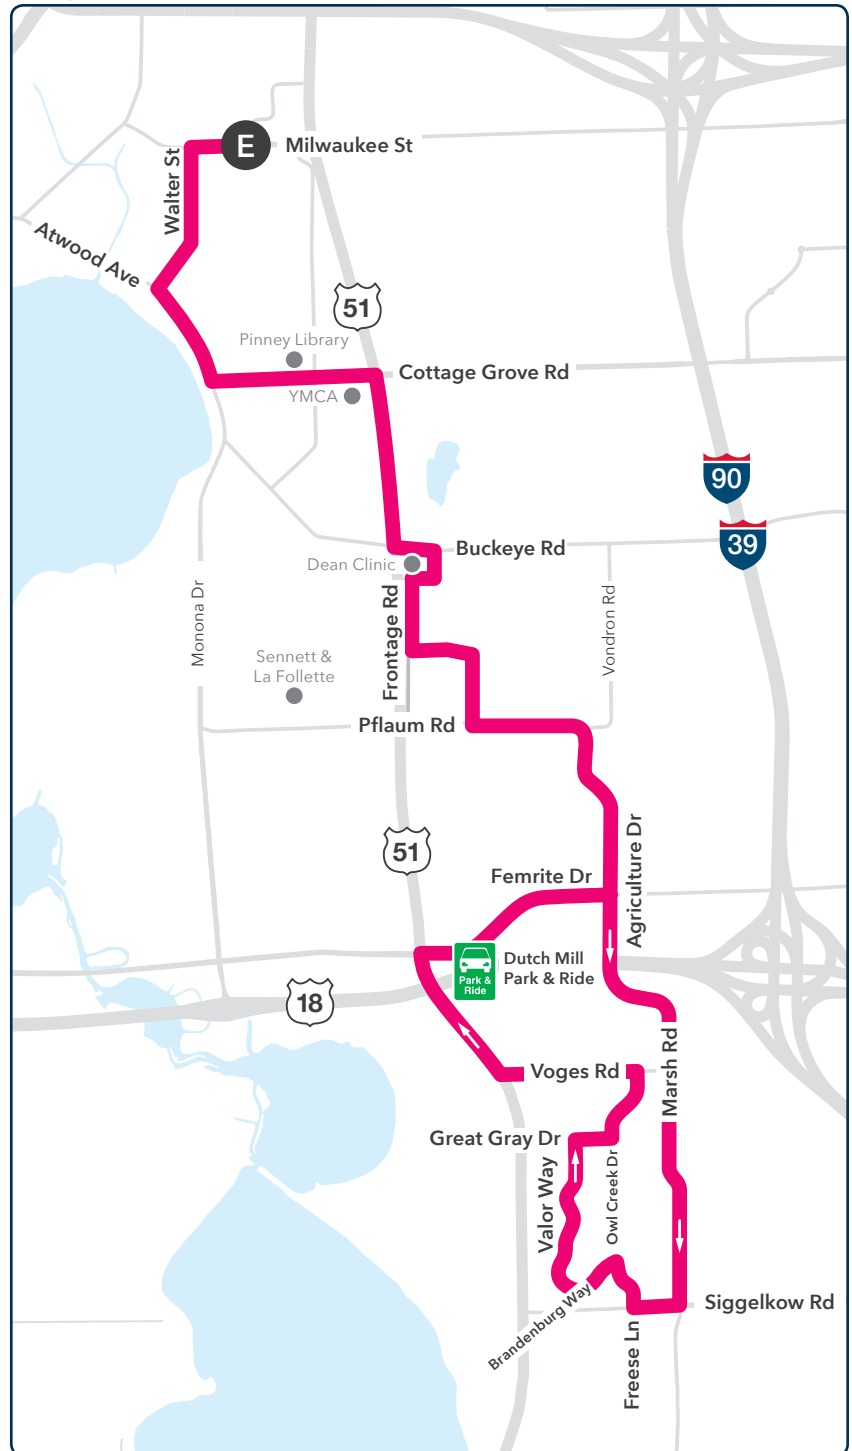 E
Milwaukee St
Walter St
Atwood Ave
51
Pinney Library
Cottage Grove Rd
YMCA
90
39
Buckeye Rd
Dean Clinic
Frontage Rd
Monona Dr
Vondron Rd
Sennett &
La Follette
Pflaum Rd
51
Agriculture Dr
Femrite Dr
Dutch Mill
Park & Ride
Park &
Ride
18
Marsh Rd
Voges Rd
Great Gray Dr
Valor Way
Owl Creek Dr
Brandenburg Way
Siggelkow Rd
Freese Ln